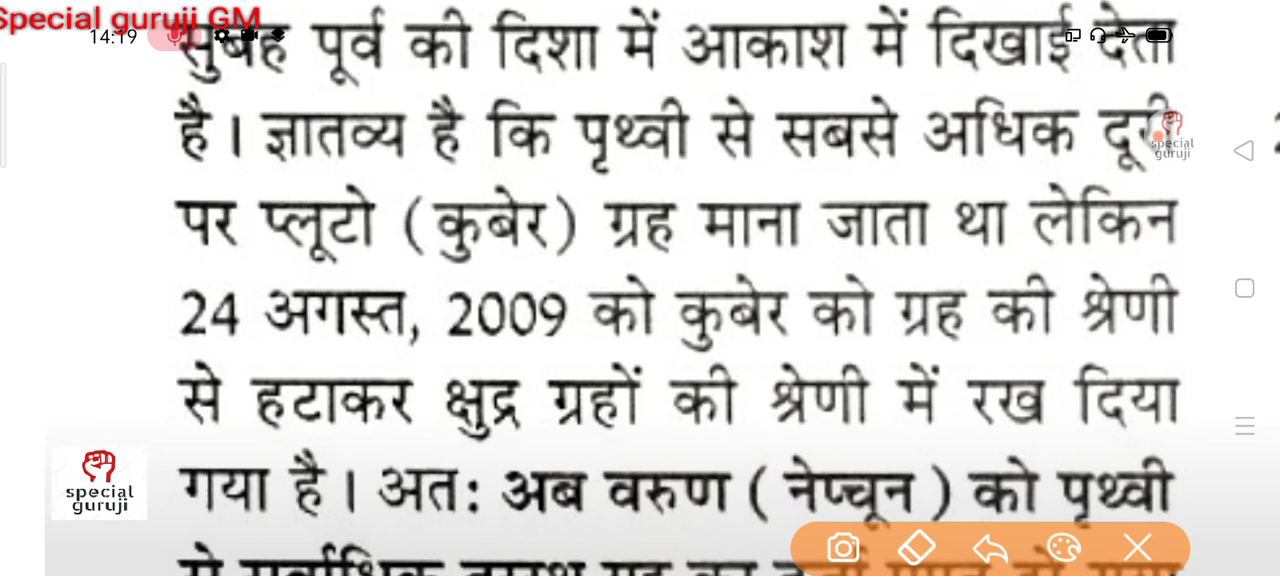 Special guruji GM
14:19
सुबह पूर्व की दिशा में आकाश में दिखाई देता
है। ज्ञातव्य है कि पृथ्वी से सबसे अधिक दूरी
special
guruji
पर प्लूटो (कुबेर) ग्रह माना जाता था लेकिन
24 अगस्त, 2009 को कुबेर को ग्रह की श्रेणी
से हटाकर क्षुद्र ग्रहों की श्रेणी में रख दिया
गया है। अतः अब वरुण ( नेप्चून ) को पृथ्वी
special
guruji